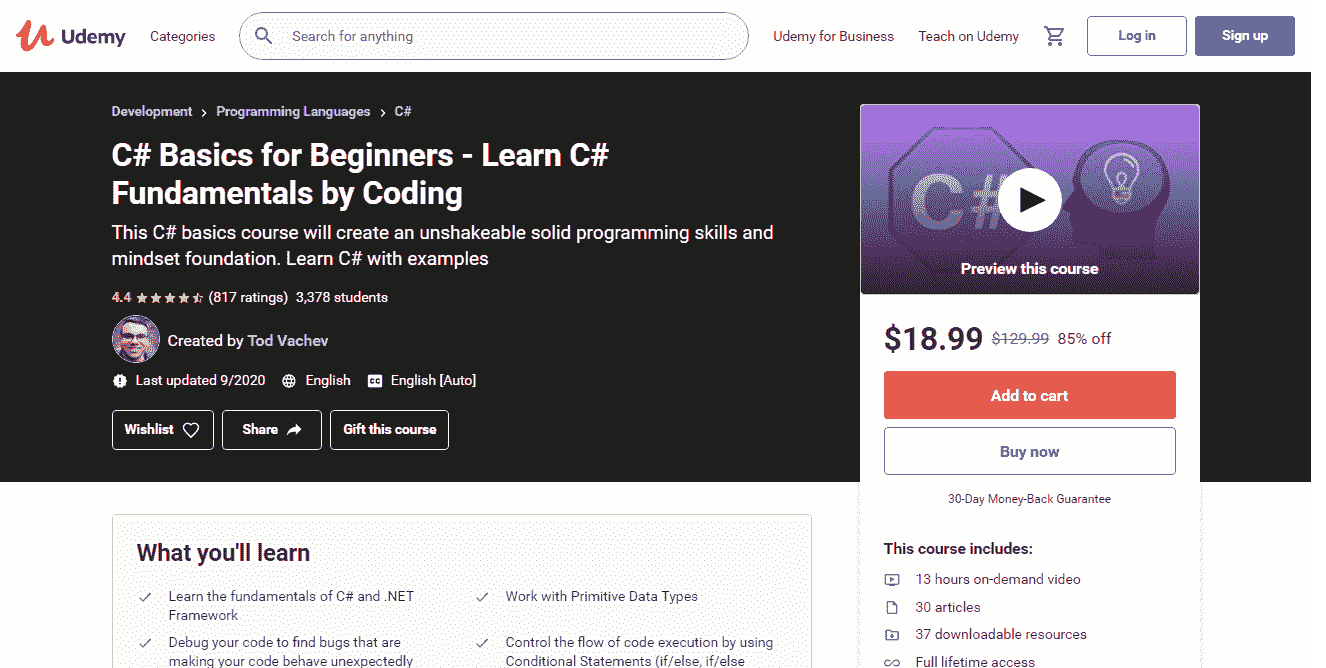 Udemy
Categories
Search for anything
Udemy for Business
Teach on Udemy
Log in
Sign up
Development > Programming Languages > C#
C# Basics for Beginners - Learn C#
Fundamentals by Coding
This C# basics course will create an unshakeable solid programming skills and
mindset foundation. Learn C# with examples
4.4 (817 ratings) 3,378 students
Created by Tod Vachev
Last updated 9/2020 English CC English [Auto]
Wishlist
Share
Gift this course
C#
Preview this course
$18.99 $129.99 85% off
Add to cart
Buy now
30-Day Money-Back Guarantee
This course includes:
13 hours on-demand video
30 articles
37 downloadable resources
Full lifetime access
What you'll learn
Learn the fundamentals of C# and .NET
Framework
Debug your code to find bugs that are
making your code behave unexpectedly
Work with Primitive Data Types
Control the flow of code execution by using
Conditional Statements (if/else, if/else